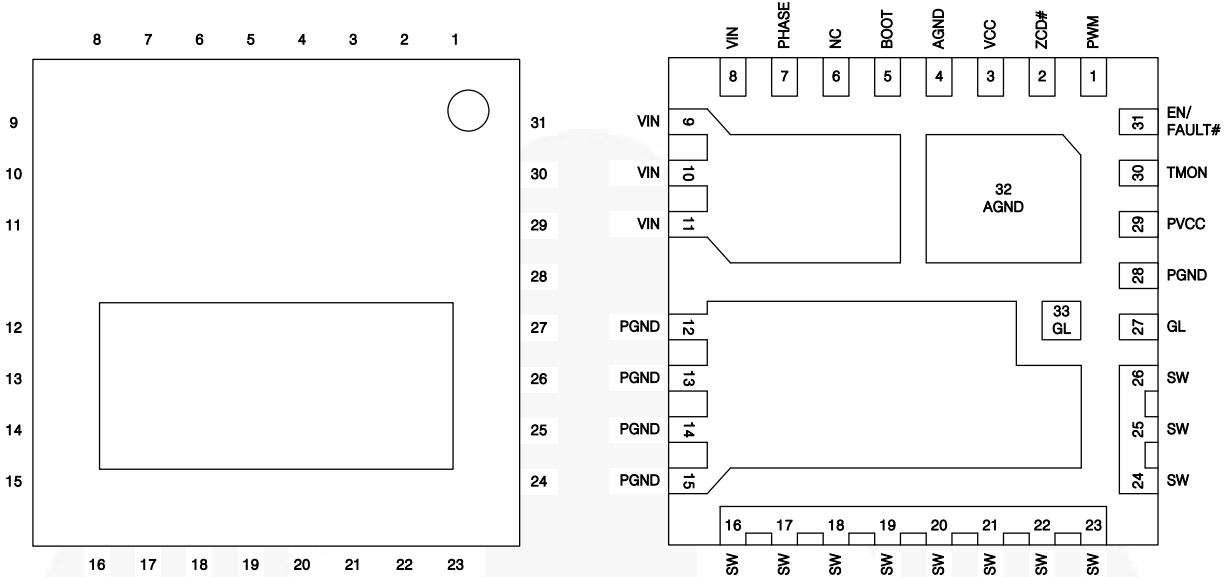 8 7 6 5 4 3 2 1
9 31
10 30
11 29
28
12 27
13 26
14 25
15 24
16 17 18 19 20 21 22 23
VIN PHASE NC BOOT AGND VCC ZCD# PWM
8 7 6 5 4 3 2 1
VIN 9 31 EN/
FAULT#
VIN 10 30 TMON
32
AGND
VIN 11 29 PVCC
28 PGND
33
GL
PGND 12 27 GL
PGND 13 26 SW
PGND 14 25 SW
PGND 15 24 SW
16 17 18 19 20 21 22 23
SW SW SW SW SW SW SW SW